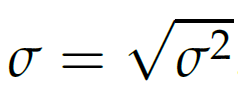 σ = √σ²